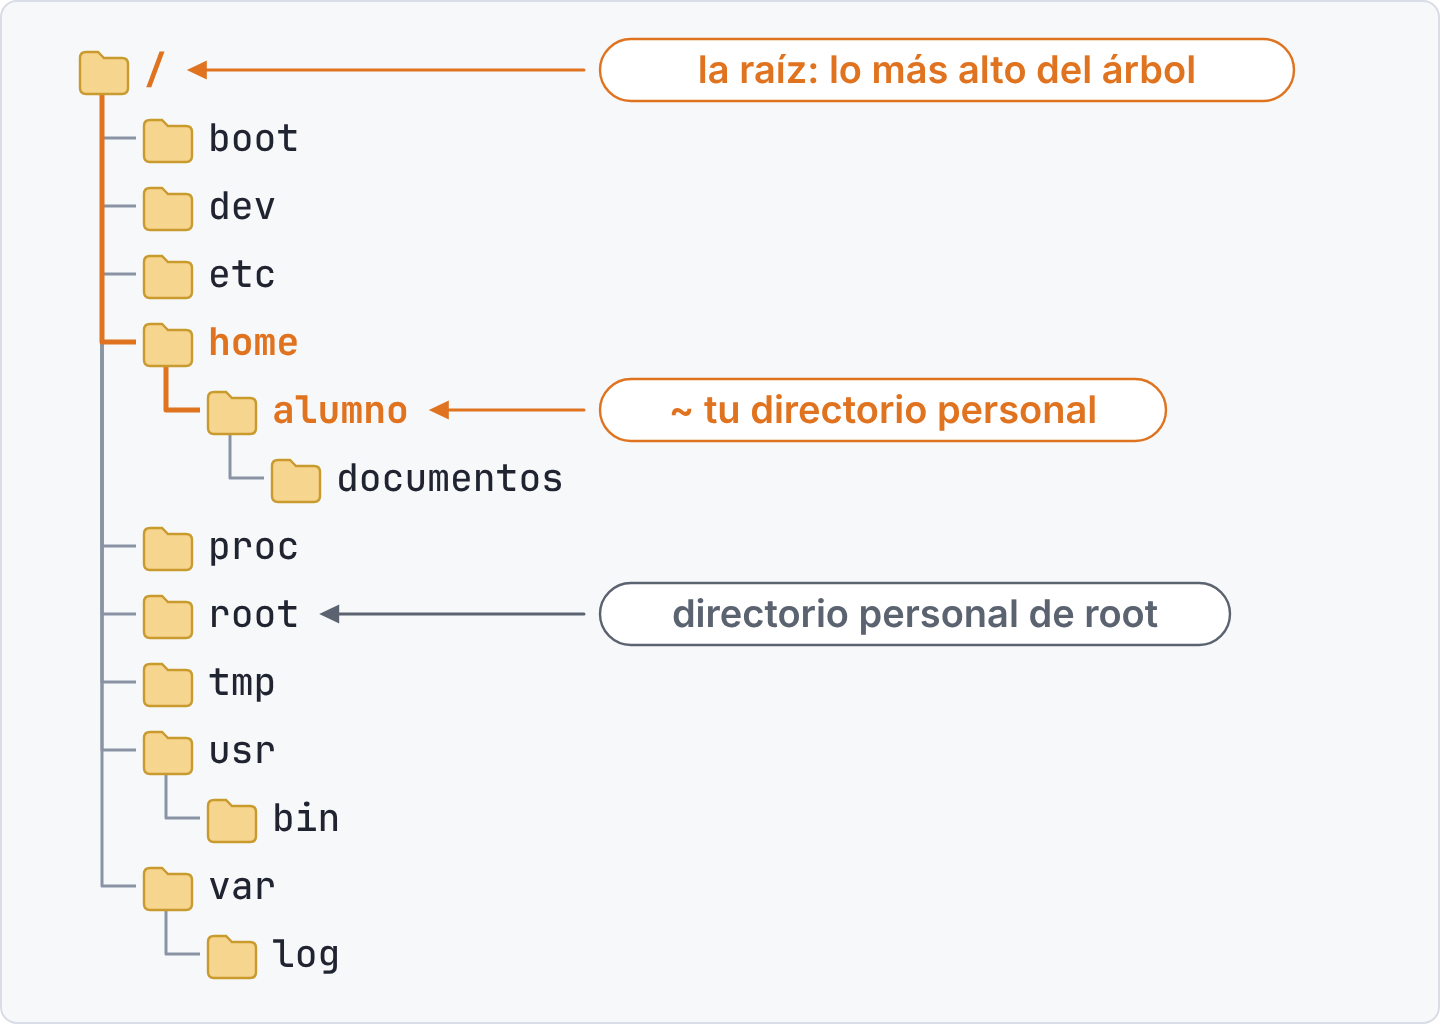 / la raíz: lo más alto del árbol
boot
dev
etc
home
alumno ~ tu directorio personal
documentos
proc
root directorio personal de root
tmp
usr
bin
var
log